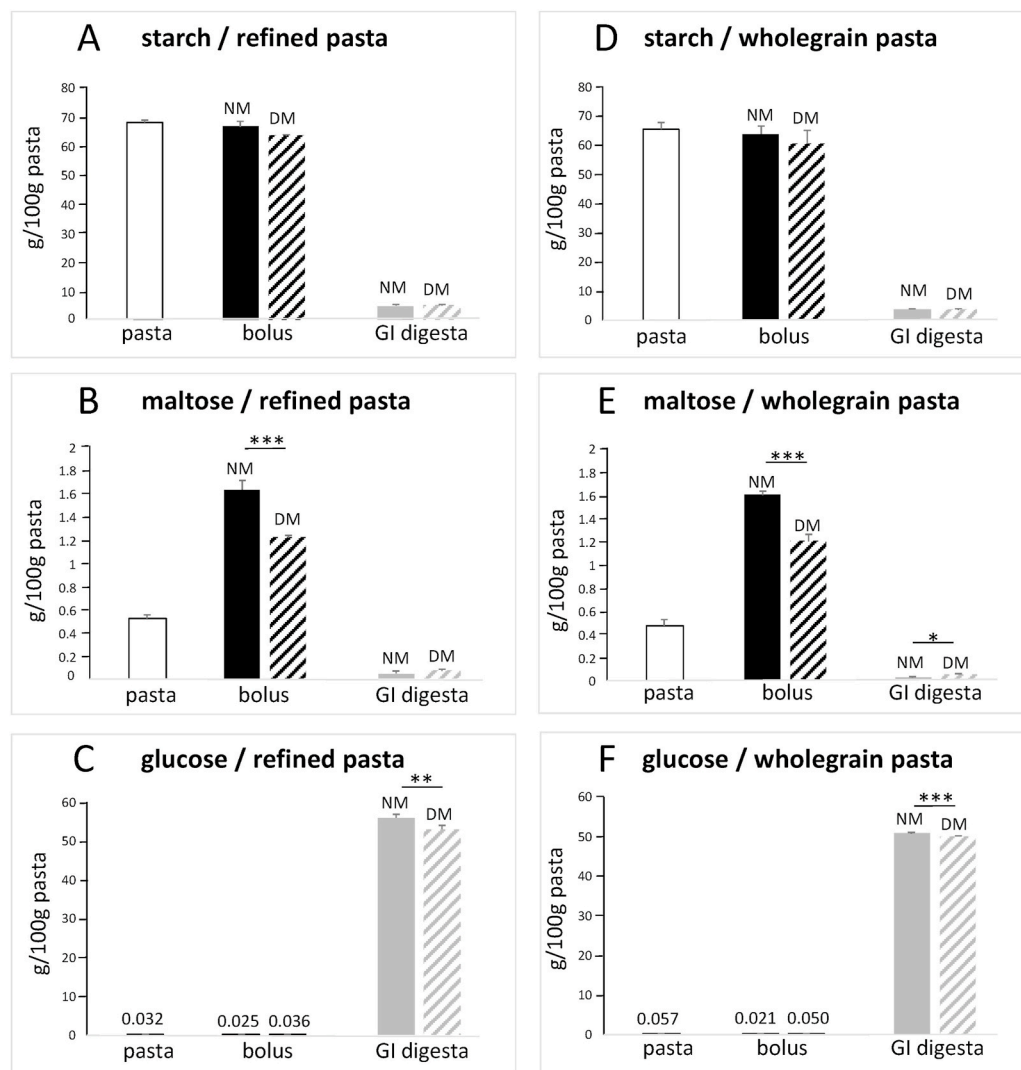 A starch / refined pasta
80
70
60
50
40
30
20
10
0
g/100g pasta
NM
DM
NM
DM
pasta
bolus
GI digesta
D starch / wholegrain pasta
80
70
60
50
40
30
20
10
0
g/100g pasta
NM
DM
NM
DM
pasta
bolus
GI digesta
B maltose / refined pasta
2
1.8
1.6
1.4
1.2
1
0.8
0.6
0.4
0.2
0
g/100g pasta
***
NM
DM
NM
DM
pasta
bolus
GI digesta
E maltose / wholegrain pasta
2
1.8
1.6
1.4
1.2
1
0.8
0.6
0.4
0.2
0
g/100g pasta
***
NM
DM
*
NM
DM
pasta
bolus
GI digesta
C glucose / refined pasta
60
50
40
30
20
10
0
g/100g pasta
**
NM
DM
0.032
0.025
0.036
pasta
bolus
GI digesta
F glucose / wholegrain pasta
60
50
40
30
20
10
0
g/100g pasta
***
NM
DM
0.057
0.021
0.050
pasta
bolus
GI digesta